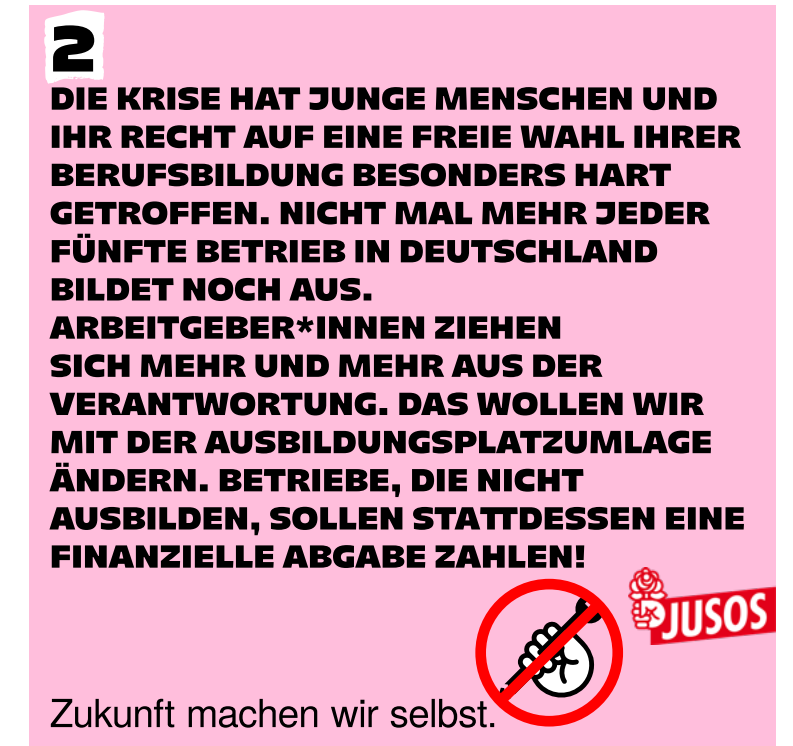 2
DIE KRISE HAT JUNGE MENSCHEN UND
IHR RECHT AUF EINE FREIE WAHL IHRER
BERUFSBILDUNG BESONDERS HART
GETROFFEN. NICHT MAL MEHR JEDER
FÜNFTE BETRIEB IN DEUTSCHLAND
BILDET NOCH AUS.
ARBEITGEBER*INNEN ZIEHEN
SICH MEHR UND MEHR AUS DER
VERANTWORTUNG. DAS WOLLEN WIR
MIT DER AUSBILDUNGSPLATZUMLAGE
ÄNDERN. BETRIEBE, DIE NICHT
AUSBILDEN, SOLLEN STATTDESSEN EINE
FINANZIELLE ABGABE ZAHLEN!
JUSOS
Zukunft machen wir selbst.